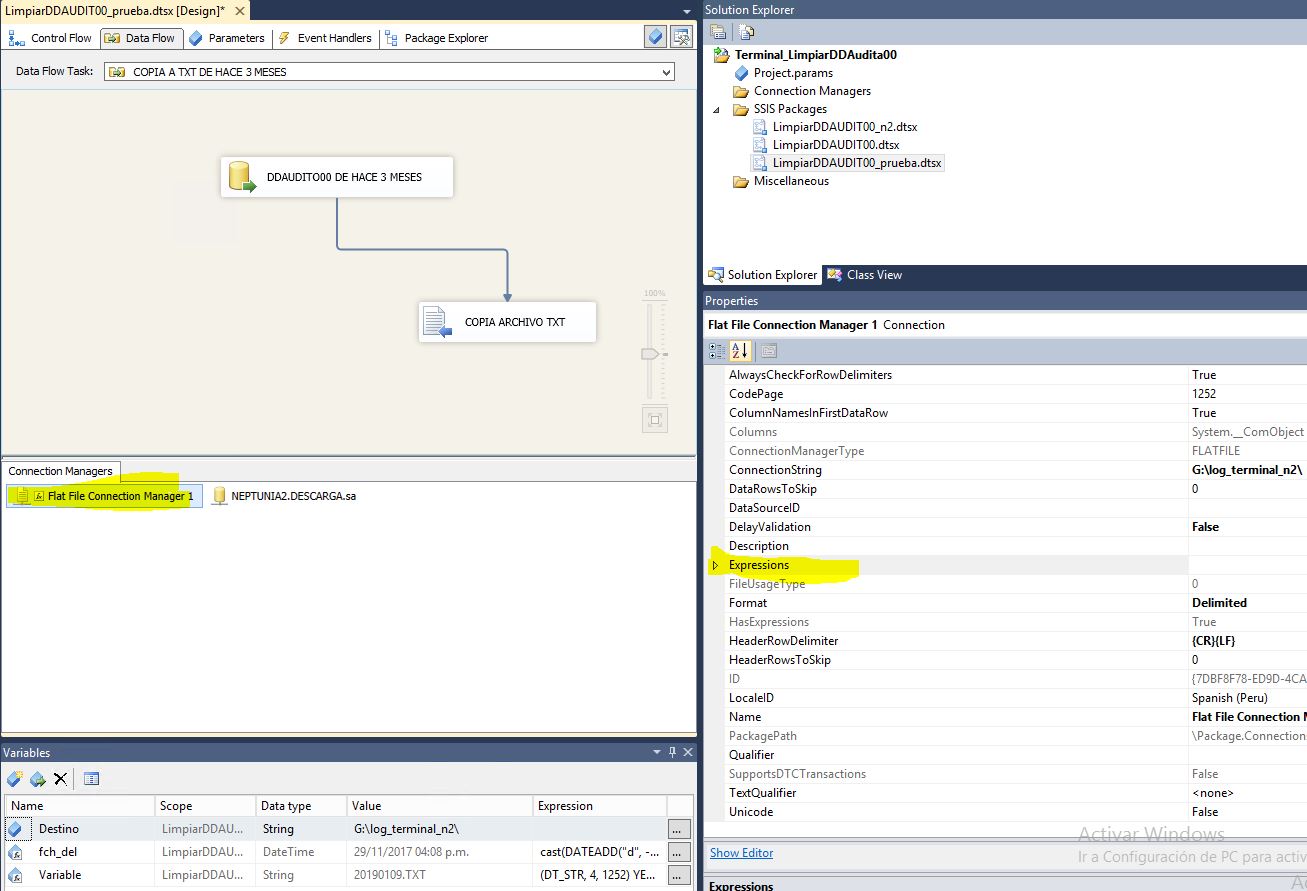 LimpiarDDAUDIT00_prueba.dtsx [Design]*
Control Flow
Data Flow
Parameters
Event Handlers
Package Explorer
Data Flow Task:
COPIA A TXT DE HACE 3 MESES
DDAUDITO00 DE HACE 3 MESES
COPIA ARCHIVO TXT
100%
Connection Managers
Flat File Connection Manager 1
NEPTUNIA2.DESCARGA.sa
Variables
Name Scope Data type Value Expression
Destino LimpiarDDAU... String G:\log_terminal_n2\ ...
fch_del LimpiarDDAU... DateTime 29/11/2017 04:08 p.m. cast(DATEADD("d", -... ...
Variable LimpiarDDAU... String 20190109.TXT (DT_STR, 4, 1252) YE... ...
Solution Explorer
Terminal_LimpiarDDAudita00
Project.params
Connection Managers
SSIS Packages
LimpiarDDAUDIT00_n2.dtsx
LimpiarDDAUDIT00.dtsx
LimpiarDDAUDIT00_prueba.dtsx
Miscellaneous
Solution Explorer
Class View
Properties
Flat File Connection Manager 1 Connection
AlwaysCheckForRowDelimiters True
CodePage 1252
ColumnNamesInFirstDataRow True
Columns System.__ComObject
ConnectionManagerType FLATFILE
ConnectionString G:\log_terminal_n2\
DataRowsToSkip 0
DataSourceID
DelayValidation False
Description
Expressions
FileUsageType 0
Format Delimited
HasExpressions True
HeaderRowDelimiter {CR}{LF}
HeaderRowsToSkip 0
ID {7DBF8F78-ED9D-4CA
LocaleID Spanish (Peru)
Name Flat File Connection M
PackagePath \Package.Connection
Qualifier
SupportsDTCTransactions False
TextQualifier <none>
Unicode False
Activar Windows
Ir a Configuración de PC para activ
Show Editor
Expressions